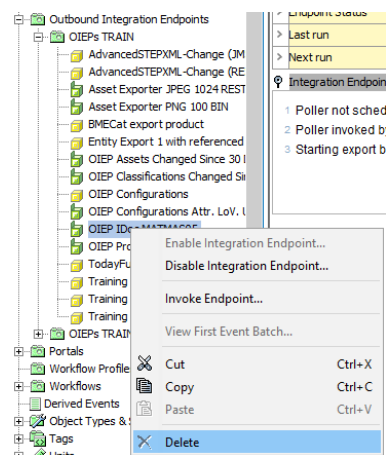 Outbound Integration Endpoints
OIEPs TRAIN
AdvancedSTEPXML-Change (JM
AdvancedSTEPXML-Change (RE
Asset Exporter JPEG 1024 REST
Asset Exporter PNG 100 BIN
BMECat export product
Entity Export 1 with referenced
OIEP Assets Changed Since 30
OIEP Classifications Changed Si
OIEP Configurations
OIEP Configurations Attr. LoV.
OIEP IDoc MATMAS05
OIEP Pro
TodayFu
Training
Training
Training
OIEPs TRAI
Portals
Workflow Profile
Workflows
Derived Events
Object Types &
Tags
Units
> Endpoint Status
> Last run
> Next run
Integration Endpoin
1 Poller not sched
2 Poller invoked by
3 Starting export b
Enable Integration Endpoint...
Disable Integration Endpoint...
Invoke Endpoint...
View First Event Batch...
Cut Ctrl+X
Copy Ctrl+C
Paste Ctrl+V
Delete